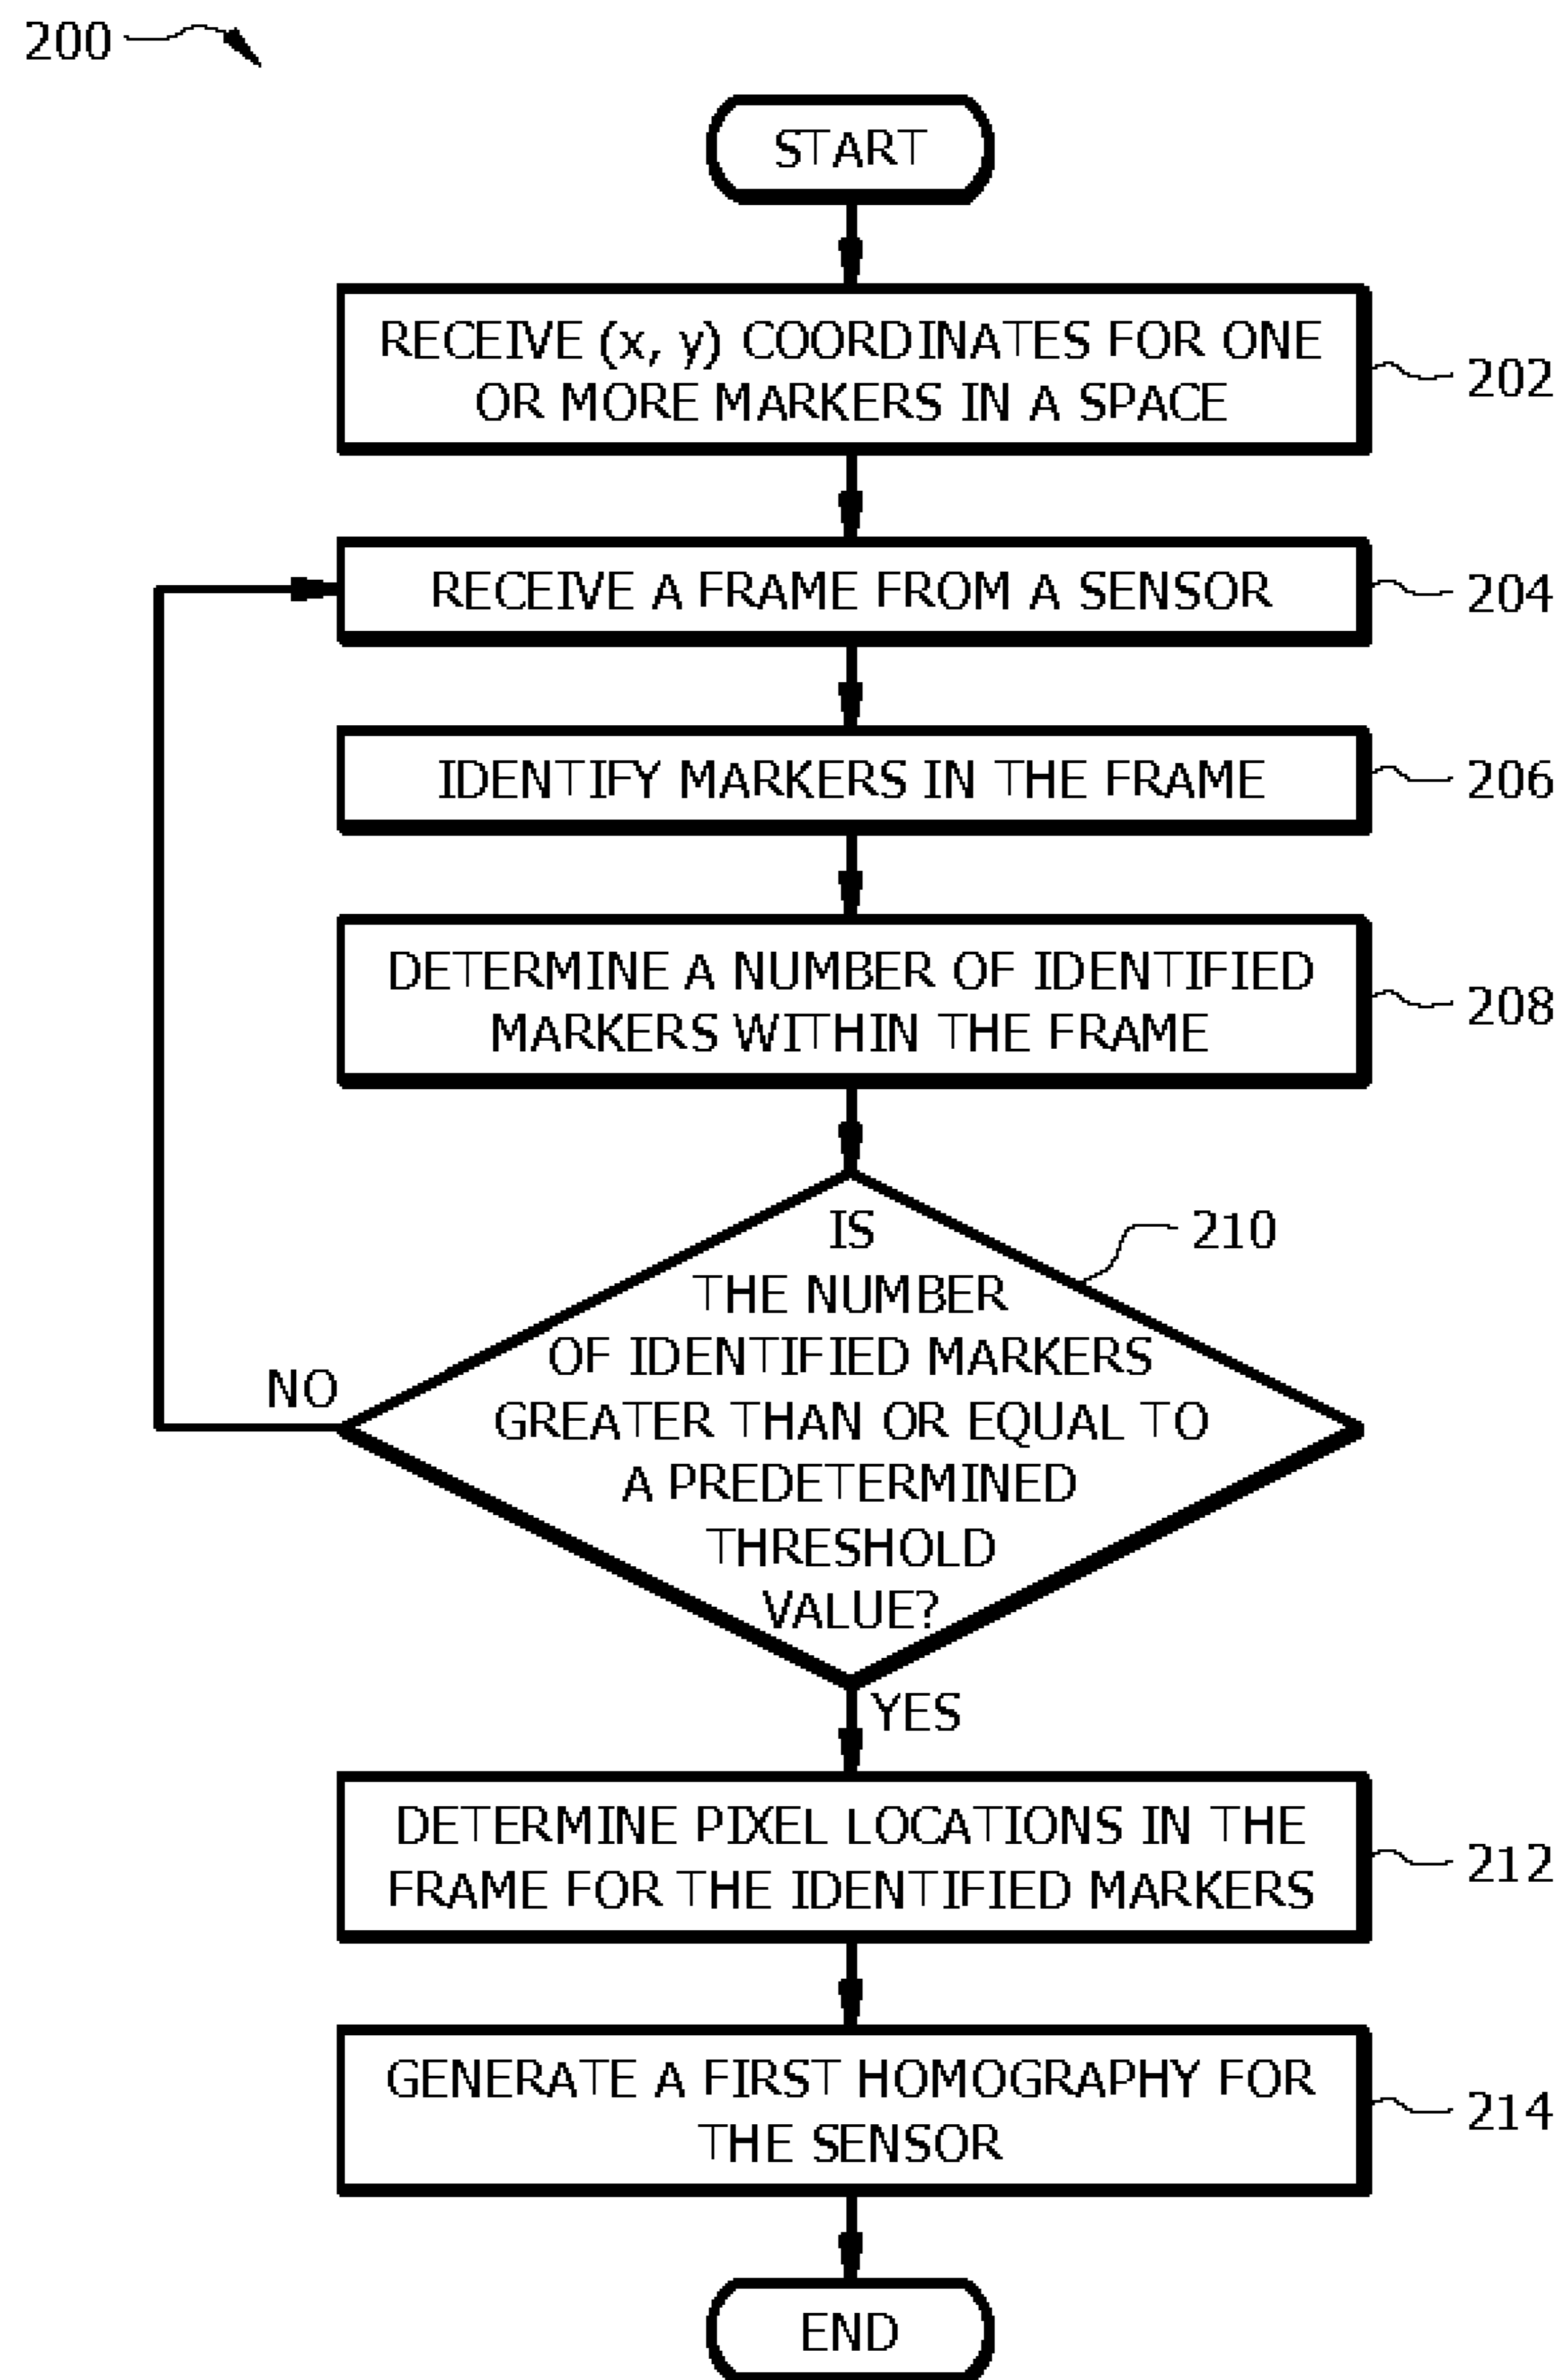 200
START
RECEIVE (x, y) COORDINATES FOR ONE
OR MORE MARKERS IN A SPACE
202
RECEIVE A FRAME FROM A SENSOR
204
IDENTIFY MARKERS IN THE FRAME
206
DETERMINE A NUMBER OF IDENTIFIED
MARKERS WITHIN THE FRAME
208
IS
THE NUMBER
OF IDENTIFIED MARKERS
GREATER THAN OR EQUAL TO
A PREDETERMINED
THRESHOLD
VALUE?
210
NO
YES
DETERMINE PIXEL LOCATIONS IN THE
FRAME FOR THE IDENTIFIED MARKERS
212
GENERATE A FIRST HOMOGRAPHY FOR
THE SENSOR
214
END